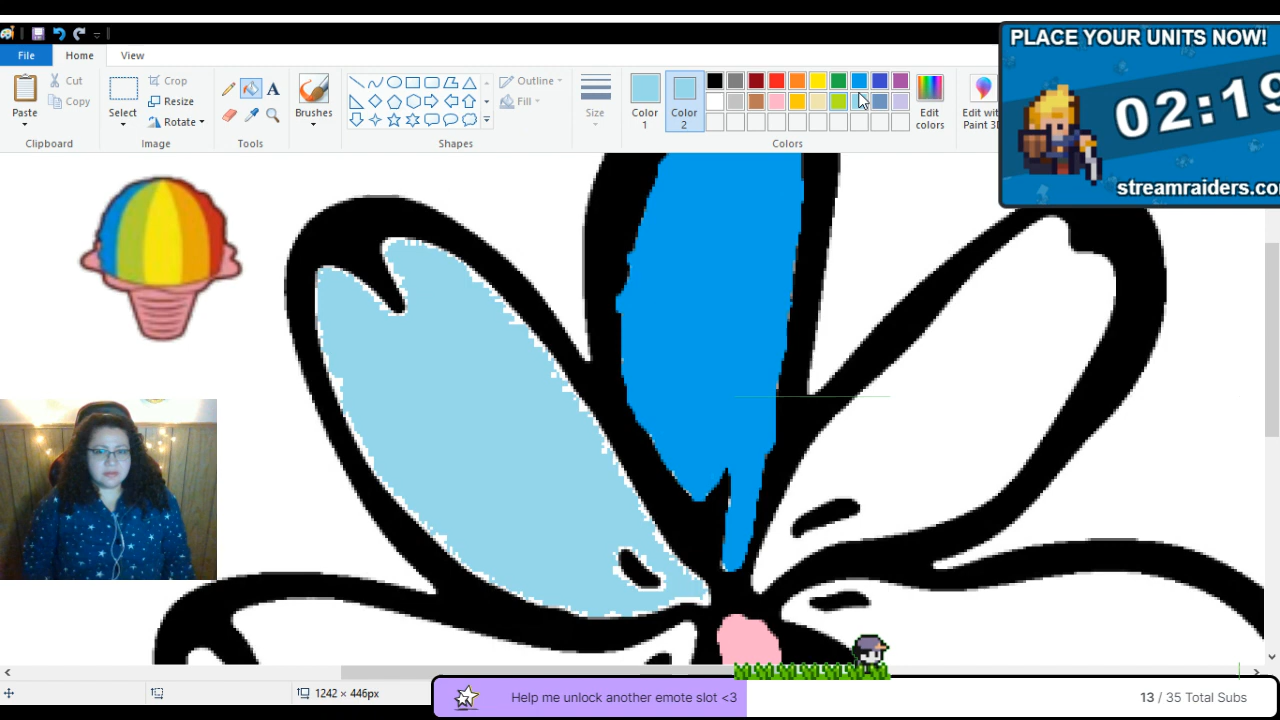 PLACE YOUR UNITS NOW!
02:19
streamraiders.co
File Home View
Paste
Cut
Copy
Clipboard
Select
Crop
Resize
Rotate
Image
A
Tools
Brushes
Outline
Fill
Shapes
Size
Color 1
Color 2
Colors
Edit colors
Edit wi
Paint 3
1242 × 446px
Help me unlock another emote slot <3
13 / 35 Total Subs